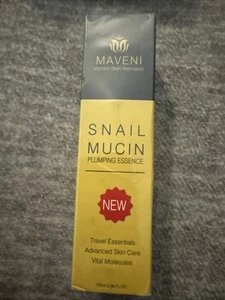 MAVENI
SNAIL
MUCIN
PLUMPING ESSENCE
NEW
Travel Essentials
Advanced Skin Care
Vital Molecules